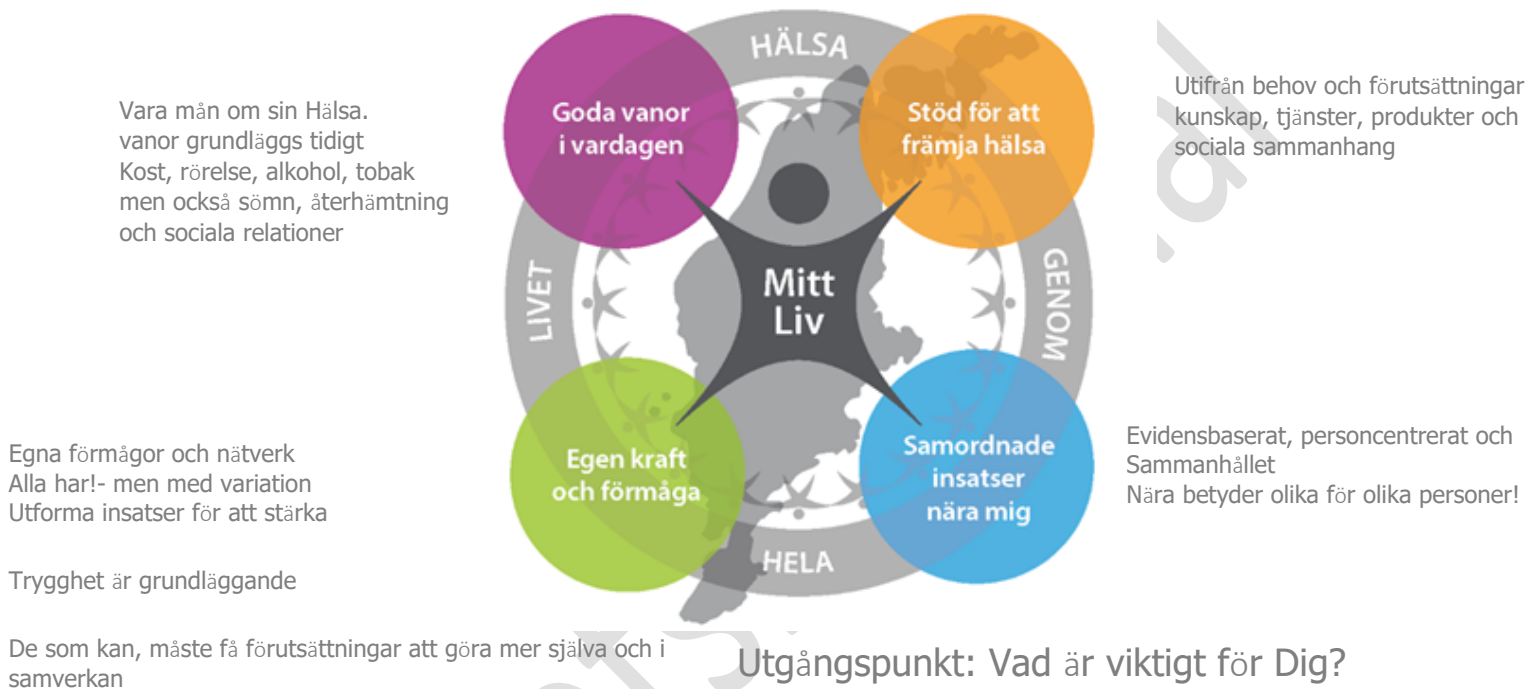 HÄLSA
GENOM
HELA
LIVET
Vara mån om sin Hälsa.
vanor grundläggs tidigt
Kost, rörelse, alkohol, tobak
men också sömn, återhämtning
och sociala relationer
Goda vanor
i vardagen
Stöd för att
främja hälsa
Utifrån behov och förutsättningar
kunskap, tjänster, produkter och
sociala sammanhang
Mitt
Liv
Egna förmågor och nätverk
Alla har!- men med variation
Utforma insatser för att stärka
Trygghet är grundläggande
De som kan, måste få förutsättningar att göra mer själva och i
samverkan
Egen kraft
och förmåga
Samordnade
insatser
nära mig
Evidensbaserat, personcentrerat och
Sammanhållet
Nära betyder olika för olika personer!
Utgångspunkt: Vad är viktigt för Dig?